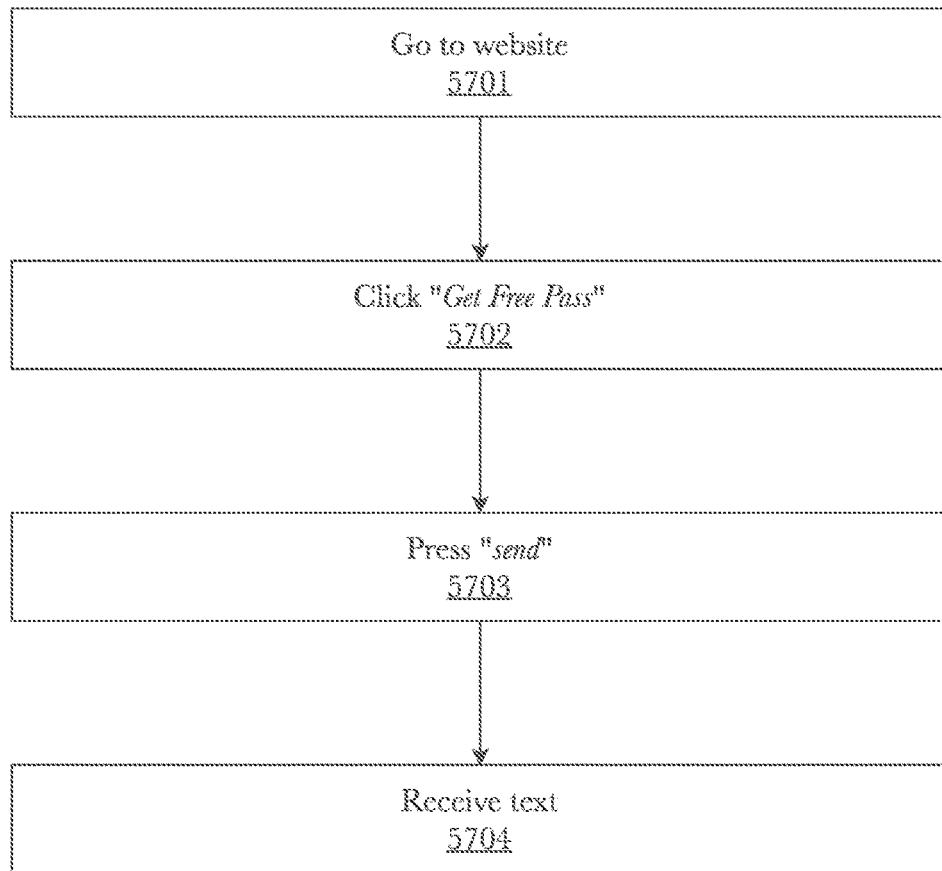 Go to website
5701
Click "Get Free Pass"
5702
Press "send"
5703
Receive text
5704